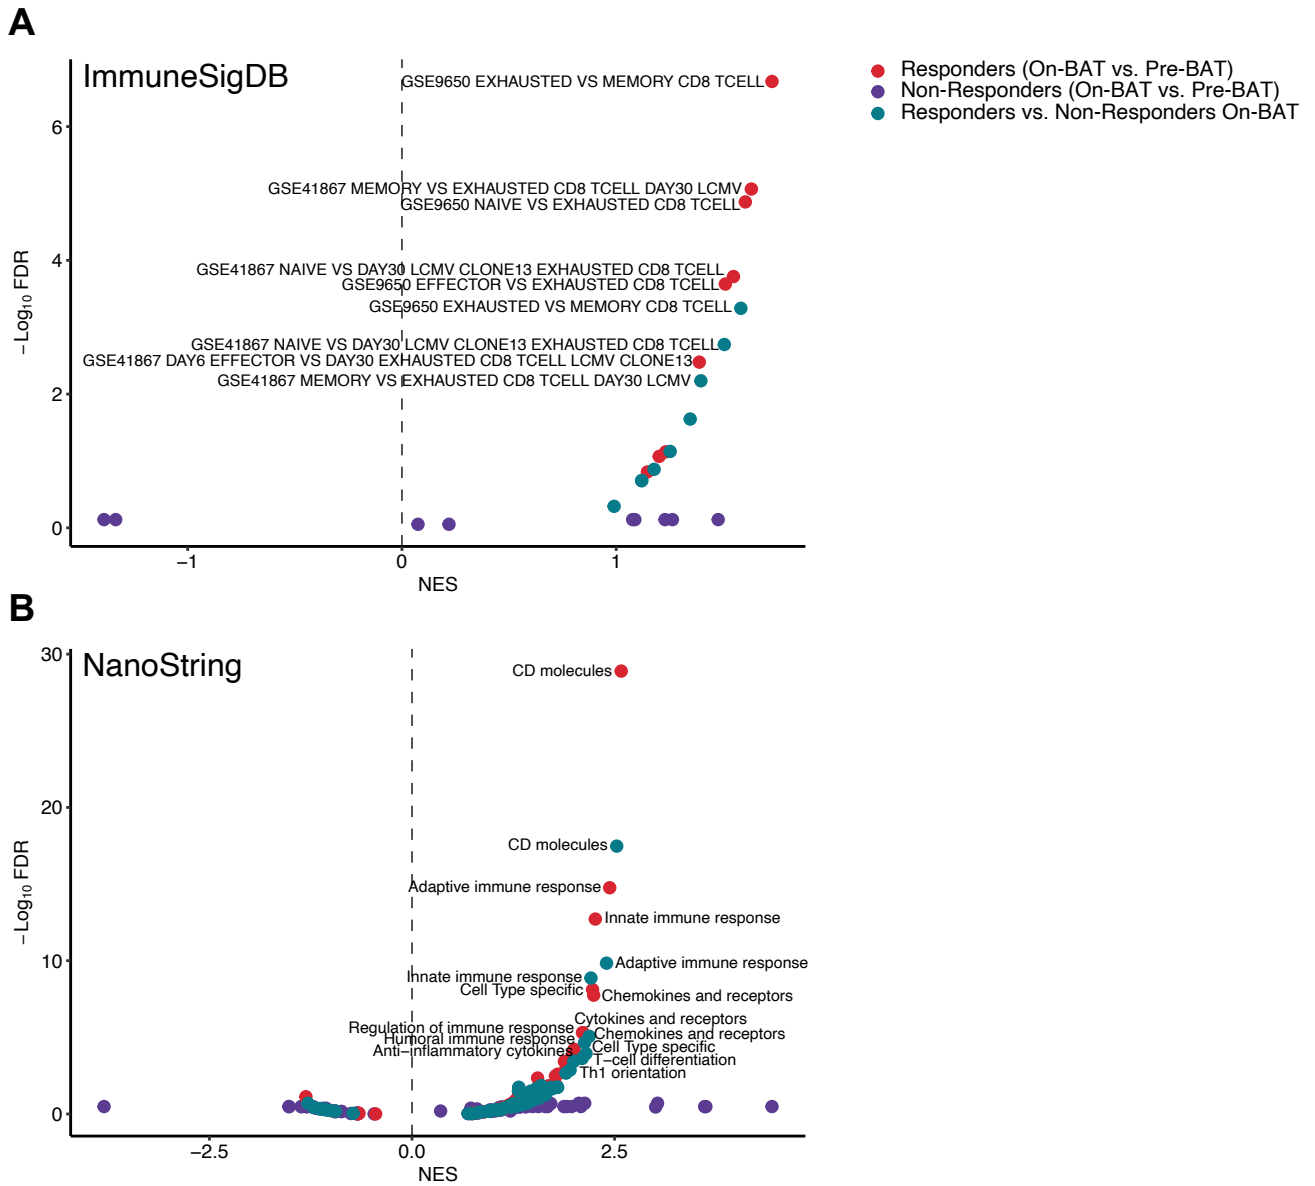 A
ImmuneSigDB
Responders (On-BAT vs. Pre-BAT)
Non-Responders (On-BAT vs. Pre-BAT)
Responders vs. Non-Responders On-BAT
GSE9650 EXHAUSTED VS MEMORY CD8 TCELL
6
GSE41867 MEMORY VS EXHAUSTED CD8 TCELL DAY30 LCMV
GSE9650 NAIVE VS EXHAUSTED CD8 TCELL
4
GSE41867 NAIVE VS DAY30 LCMV CLONE13 EXHAUSTED CD8 TCELL
GSE9650 EFFECTOR VS EXHAUSTED CD8 TCELL
GSE9650 EXHAUSTED VS MEMORY CD8 TCELL
−Log₁₀ FDR
GSE41867 NAIVE VS DAY30 LCMV CLONE13 EXHAUSTED CD8 TCELL
GSE41867 DAY6 EFFECTOR VS DAY30 EXHAUSTED CD8 TCELL LCMV CLONE13
GSE41867 MEMORY VS EXHAUSTED CD8 TCELL DAY30 LCMV
2
0
−1 0 1
NES
B
NanoString
30
CD molecules
20
CD molecules
Adaptive immune response
Innate immune response
−Log₁₀ FDR
10
Adaptive immune response
Innate immune response
Cell Type specific
Chemokines and receptors
Cytokines and receptors
Regulation of immune response
Chemokines and receptors
Humoral immune response
Cell Type specific
Anti−inflammatory cytokines
T−cell differentiation
Th1 orientation
0
−2.5 0.0 2.5
NES